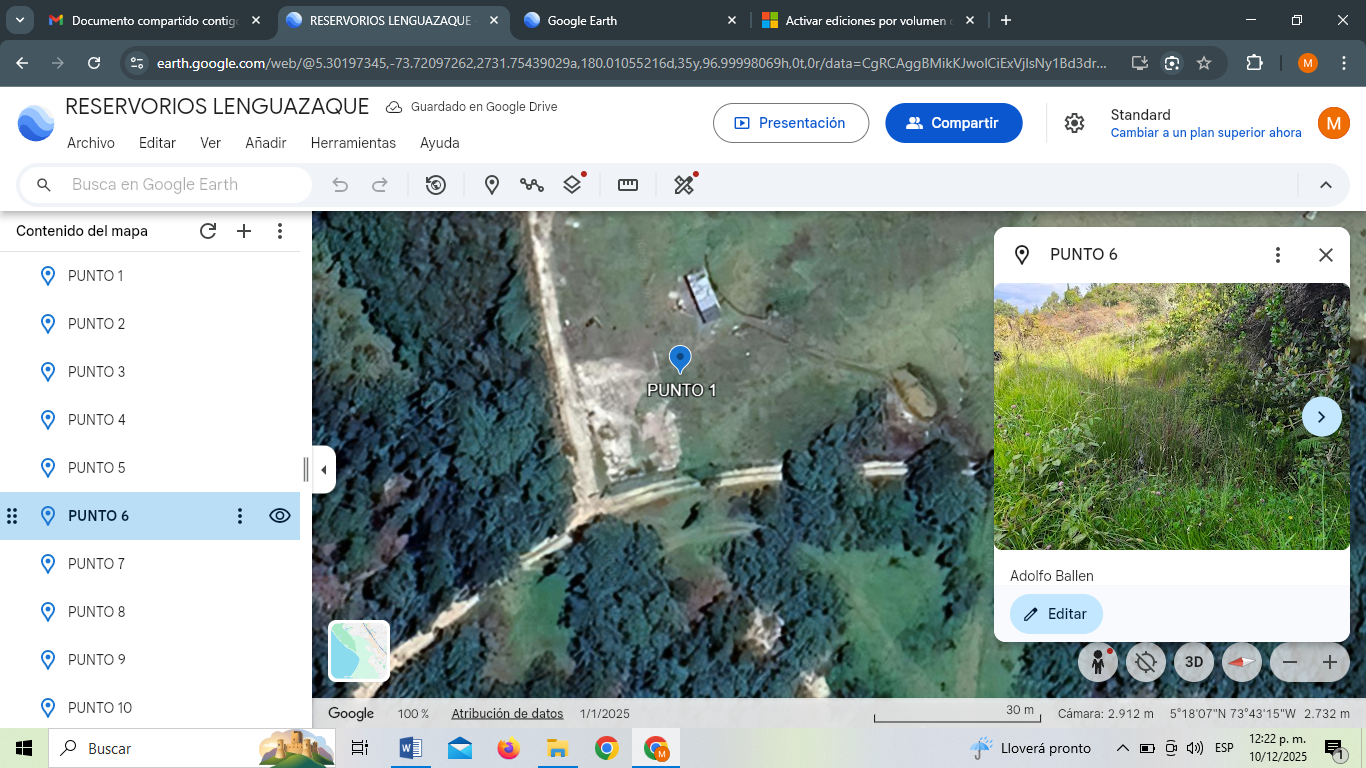 Documento compartido contig
RESERVORIOS LENGUAZAQUE
Google Earth
Activar ediciones por volumen
earth.google.com/web/@5.30197345,-73.72097262,2731.75439029a,180.01055216d,35y,96.99998069h,0t,0r/data=CgRCAggBMikKJwolCiExVjlsNy1Bd3dr...
M
RESERVORIOS LENGUAZAQUE
Guardado en Google Drive
Archivo Editar Ver Añadir Herramientas Ayuda
Presentación
Compartir
Standard
Cambiar a un plan superior ahora
M
Busca en Google Earth
Contenido del mapa
PUNTO 1
PUNTO 2
PUNTO 3
PUNTO 4
PUNTO 5
PUNTO 6
PUNTO 7
PUNTO 8
PUNTO 9
PUNTO 10
PUNTO 1
PUNTO 6
Adolfo Ballen
Editar
3D
Google 100 % Atribución de datos 1/1/2025 30 m Cámara: 2.912 m 5°18'07"N 73°43'15"W 2.732 m
Buscar
Lloverá pronto
ESP
12:22 p. m.
10/12/2025
1